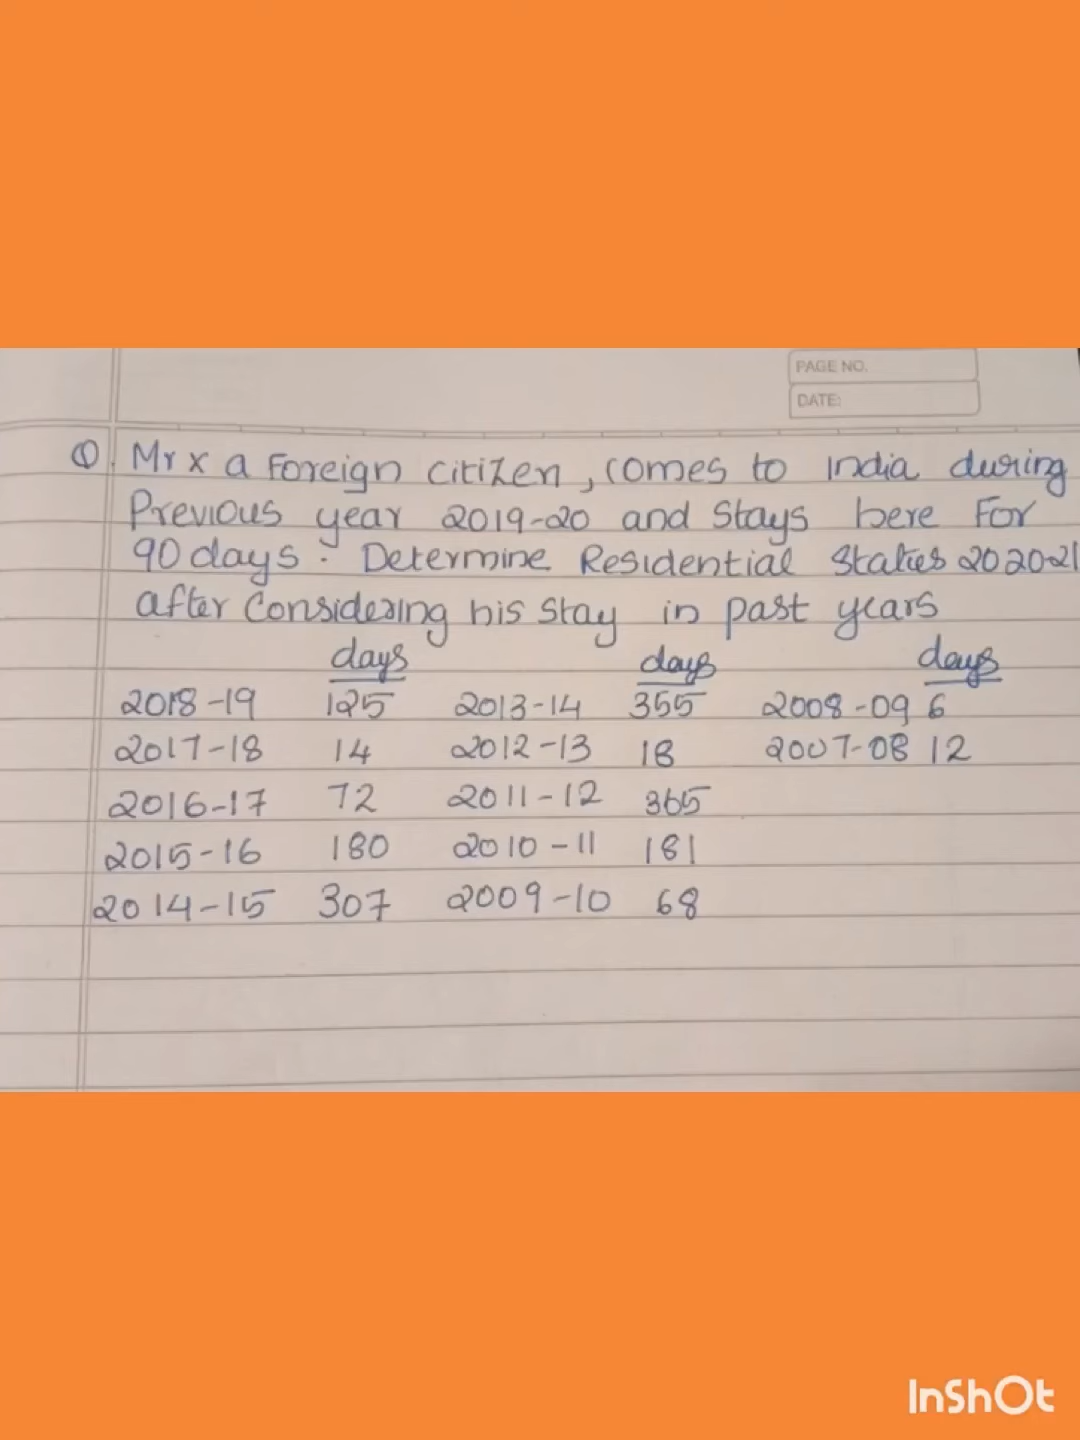 PAGE NO.
DATE:
Q. Mr x a Foreign citizen, comes to India during
Previous year 2019-20 and stays here For
90 days. Determine Residential Status 2020-21
after Considering his stay in past years
days days days
2018-19 125 2013-14 355 2008-09 6
2017-18 14 2012-13 18 2007-08 12
2016-17 72 2011-12 365
2015-16 180 2010-11 181
2014-15 307 2009-10 68
InShOt